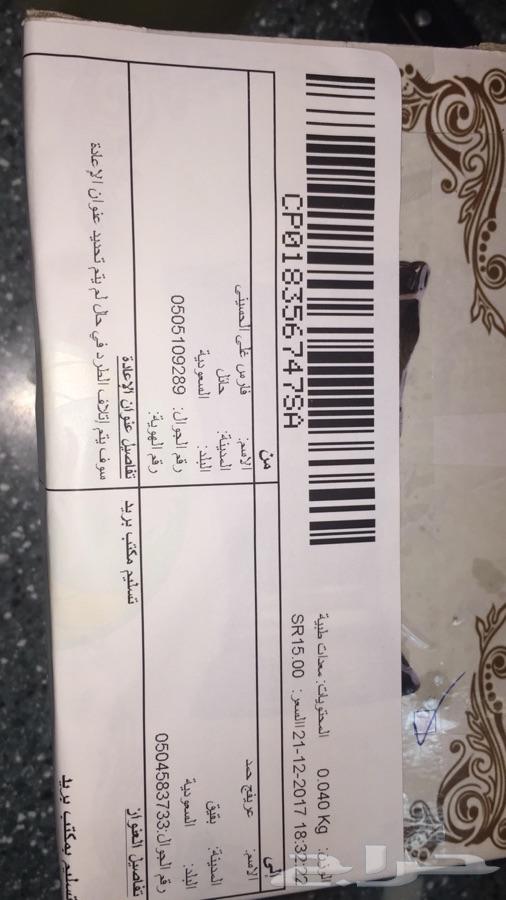 CP018356747SA
المحتويات: معدات طبية
0.040 Kg
21-12-2017 18:32:22 السعر: SR15.00
من
الاسم: فارس علي الحسيني
المدينة: حائل
البلد: السعودية
رقم الجوال: 0505109289
رقم الهوية:
تفاصيل عنوان الإعادة
سوف يتم إتلاف الطرد في حال لم يتم تحديد عنوان الإعادة
إلى
الاسم: عريفج حمد
المدينة: بقيق
البلد: السعودية
رقم الجوال:0504583733
تفاصيل العنوان
تسليم مكتب بريد
تسليم بمكتب بريد
حراج